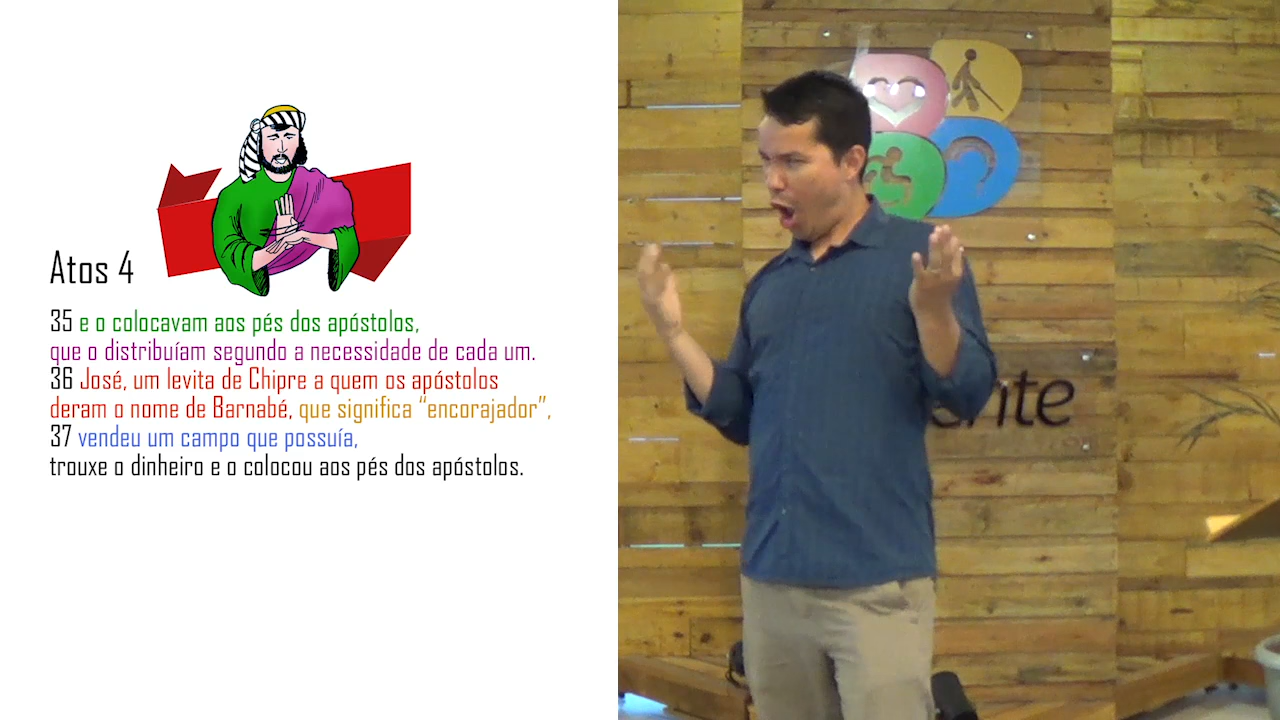 Atos 4
35 e o colocavam aos pés dos apóstolos,
que o distribuíam segundo a necessidade de cada um.
36 José, um levita de Chipre a quem os apóstolos
deram o nome de Barnabé, que significa “encorajador”,
37 vendeu um campo que possuía,
trouxe o dinheiro e o colocou aos pés dos apóstolos.